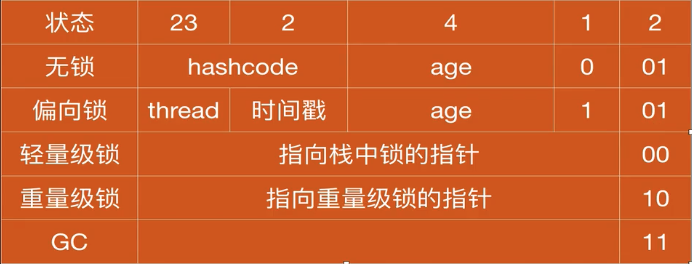 状态 23 2 4 1 2
无锁 hashcode age 0 01
偏向锁 thread 时间戳 age 1 01
轻量级锁 指向栈中锁的指针 00
重量级锁 指向重量级锁的指针 10
GC 11